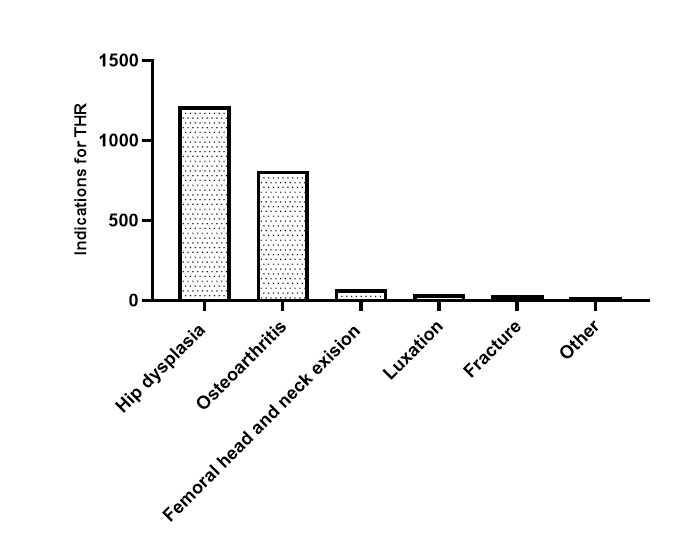 Indications for THR
1500
1000
500
0
Hip dysplasia
Osteoarthritis
Femoral head and neck exision
Luxation
Fracture
Other